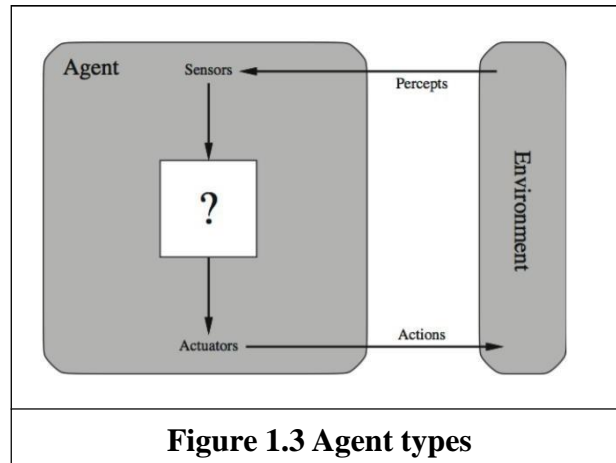 Agent
Sensors
Percepts
?
Environment
Actuators
Actions
Figure 1.3 Agent types